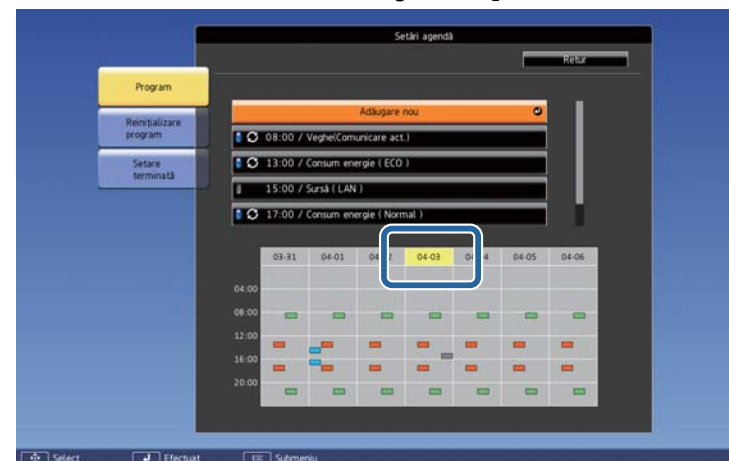 Setări agendă
Retur
Program
Reinițializare
program
Setare
terminată
Adăugare nou
08:00 / Veghe(Comunicare act.)
13:00 / Consum energie ( ECO )
15:00 / Sursă ( LAN )
17:00 / Consum energie ( Normal )
03-31 04-01 04-03 04-05 04-06
04:00
08:00
12:00
16:00
20:00
Select Efectuat Esc Submeniu